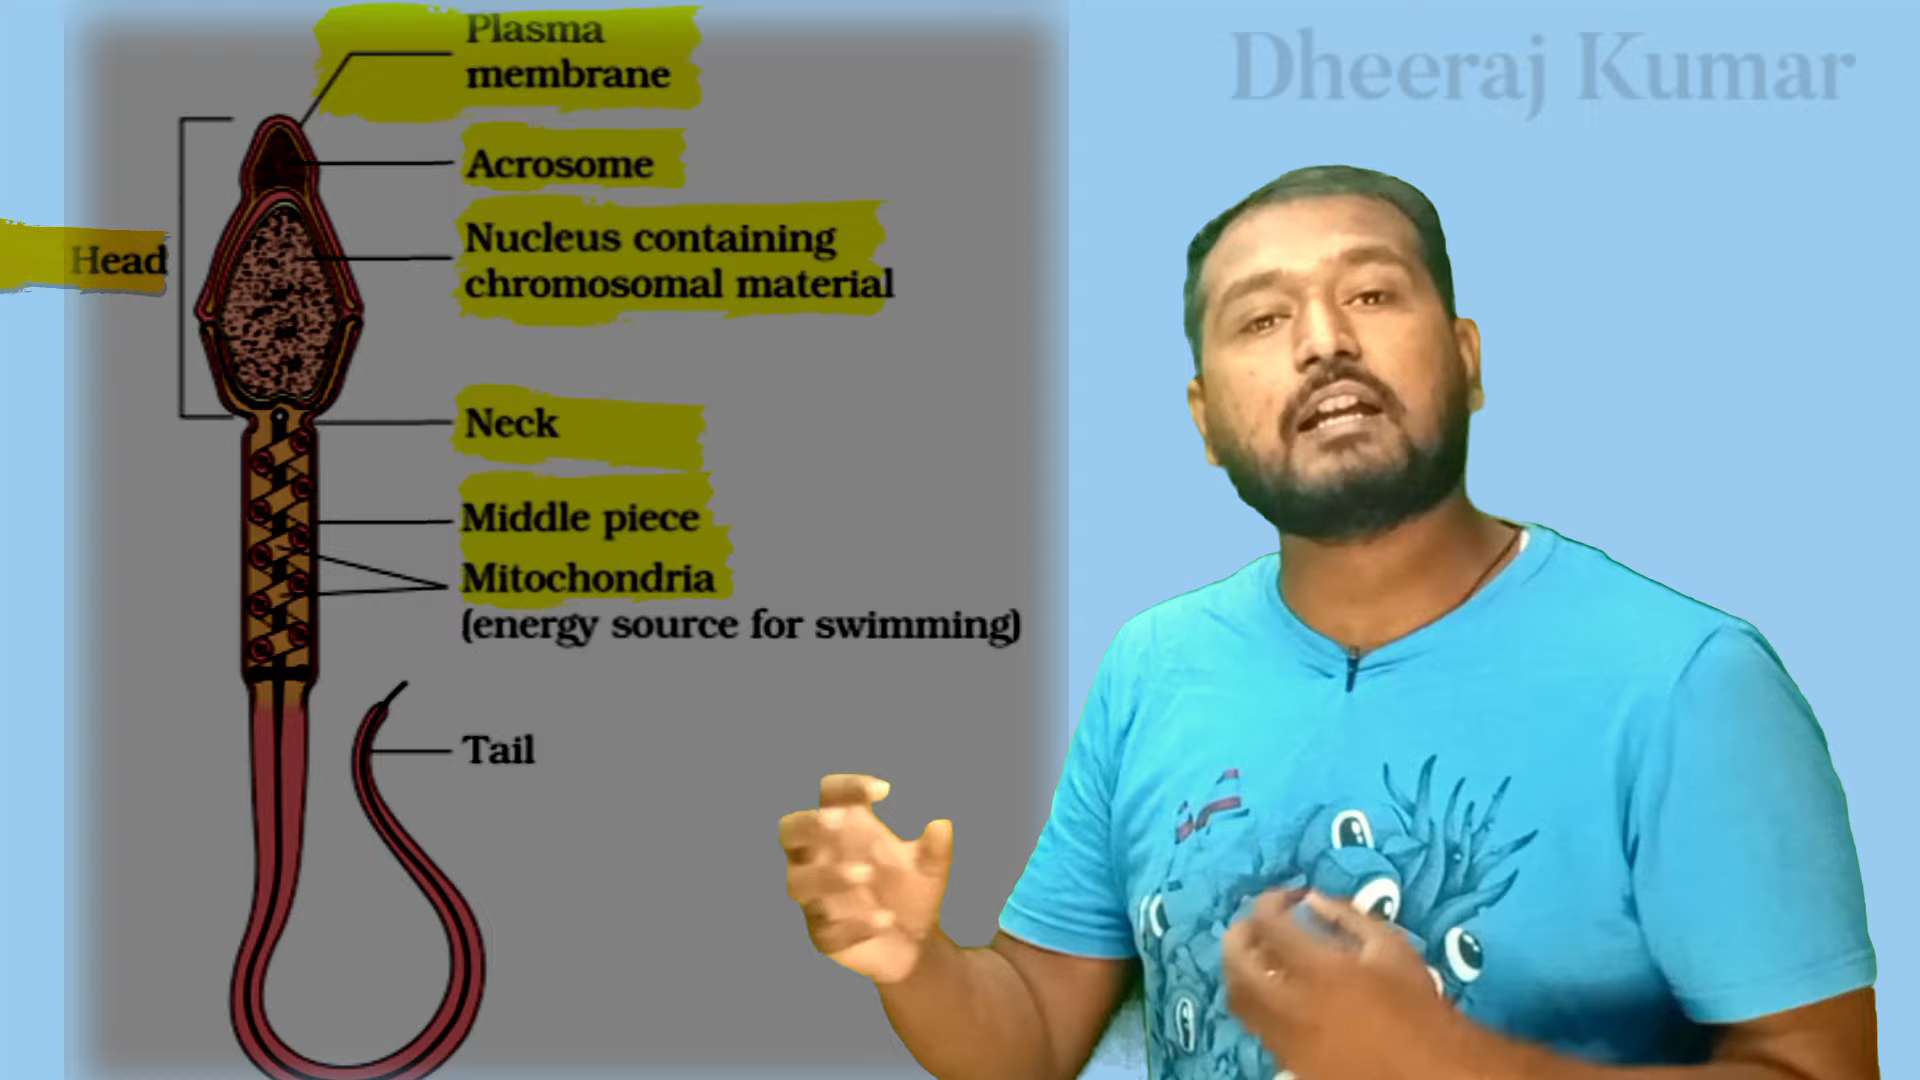 Dheeraj Kumar
Plasma
membrane
Acrosome
Nucleus containing
chromosomal material
Head
Neck
Middle piece
Mitochondria
(energy source for swimming)
Tail